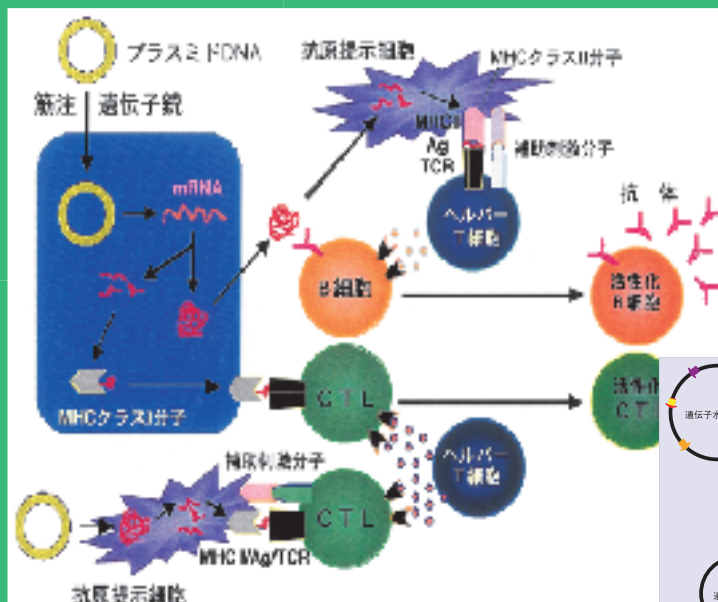 プラスミドDNA
筋注 遺伝子銃
抗原提示細胞
MHCクラスII分子
MHCII
Ag
TCR
補助刺激分子
mRNA
ヘルパー
T細胞
抗 体
B細胞
活性化
B細胞
MHCクラスI分子
CTL
活性化
CT
遺伝子水
ヘルパー
T細胞
補助刺激分子
CTL
MHC I/Ag/TCR
抗原提示細胞